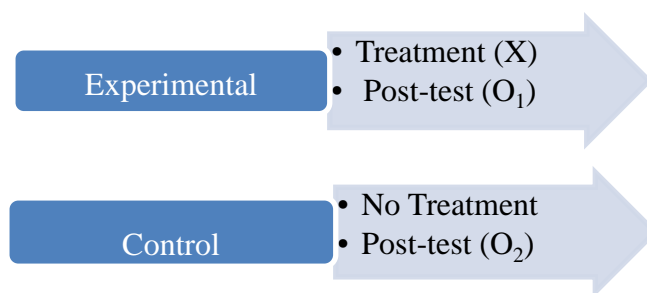 Experimental
• Treatment (X)
• Post-test (O₁)
Control
• No Treatment
• Post-test (O₂)